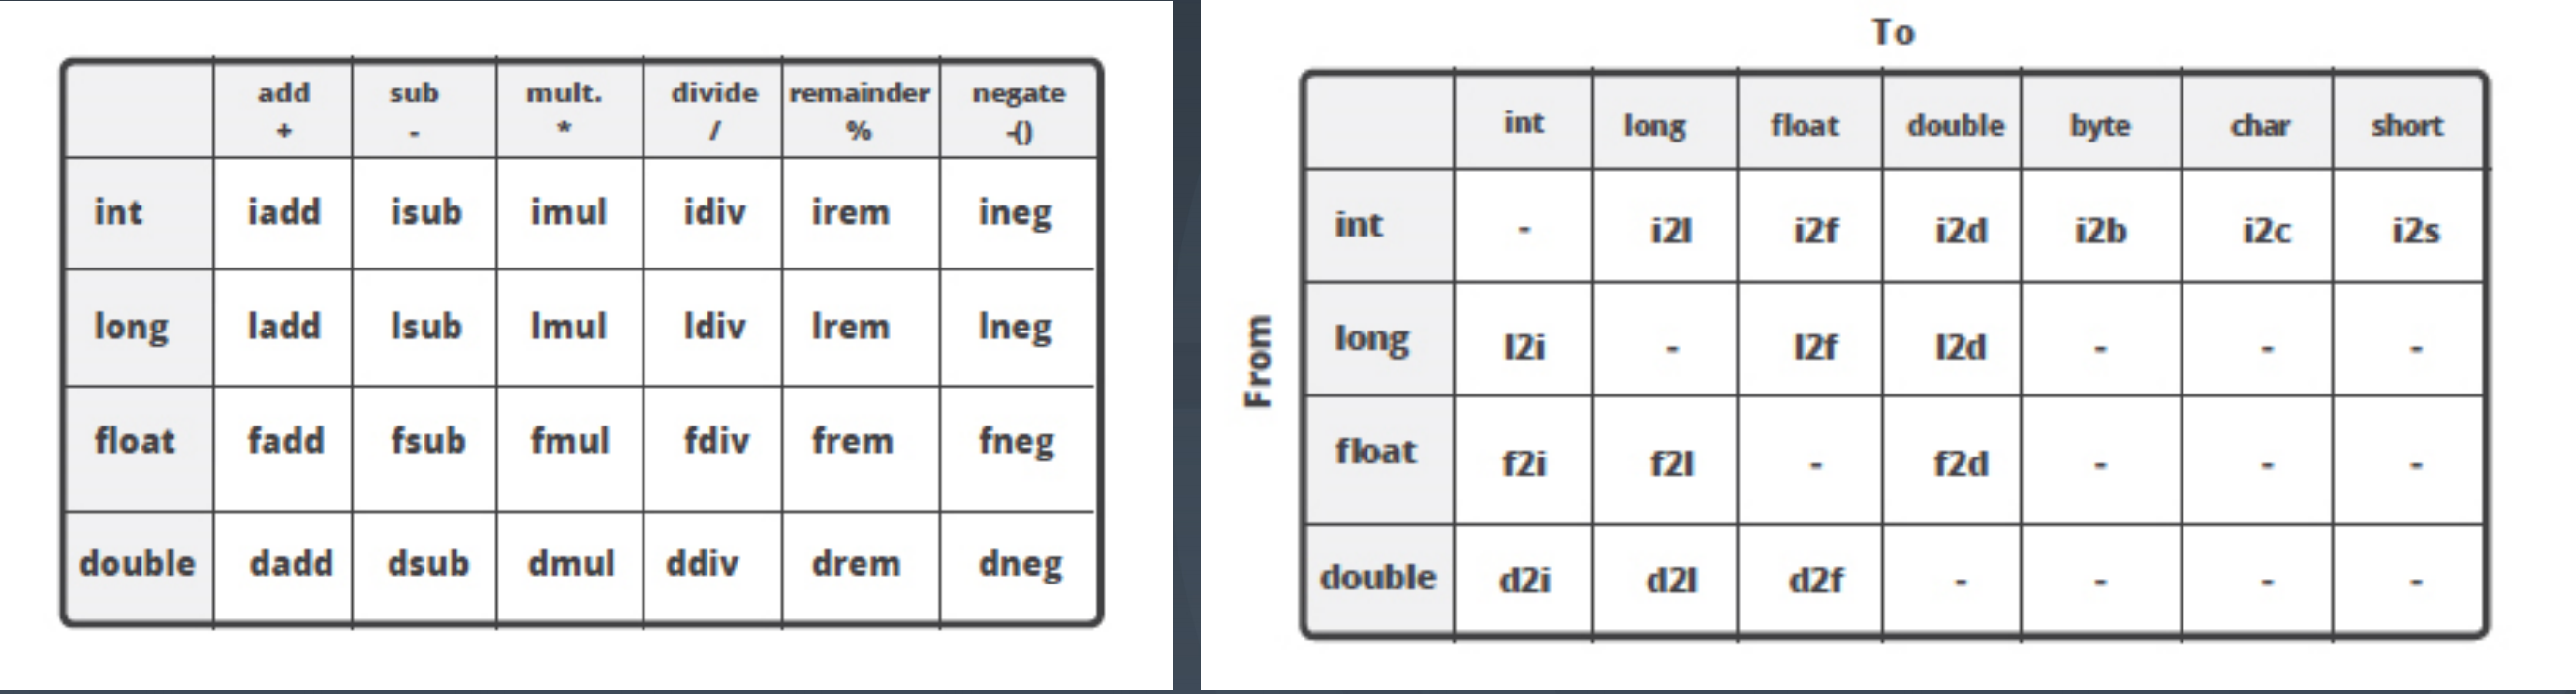 add sub mult. divide remainder negate
+ - * / % -()
int iadd isub imul idiv irem ineg
long ladd lsub lmul ldiv lrem lneg
float fadd fsub fmul fdiv frem fneg
double dadd dsub dmul ddiv drem dneg
To
int long float double byte char short
From
int - i2l i2f i2d i2b i2c i2s
long l2i - l2f l2d - - -
float f2i f2l - f2d - - -
double d2i d2l d2f - - - -